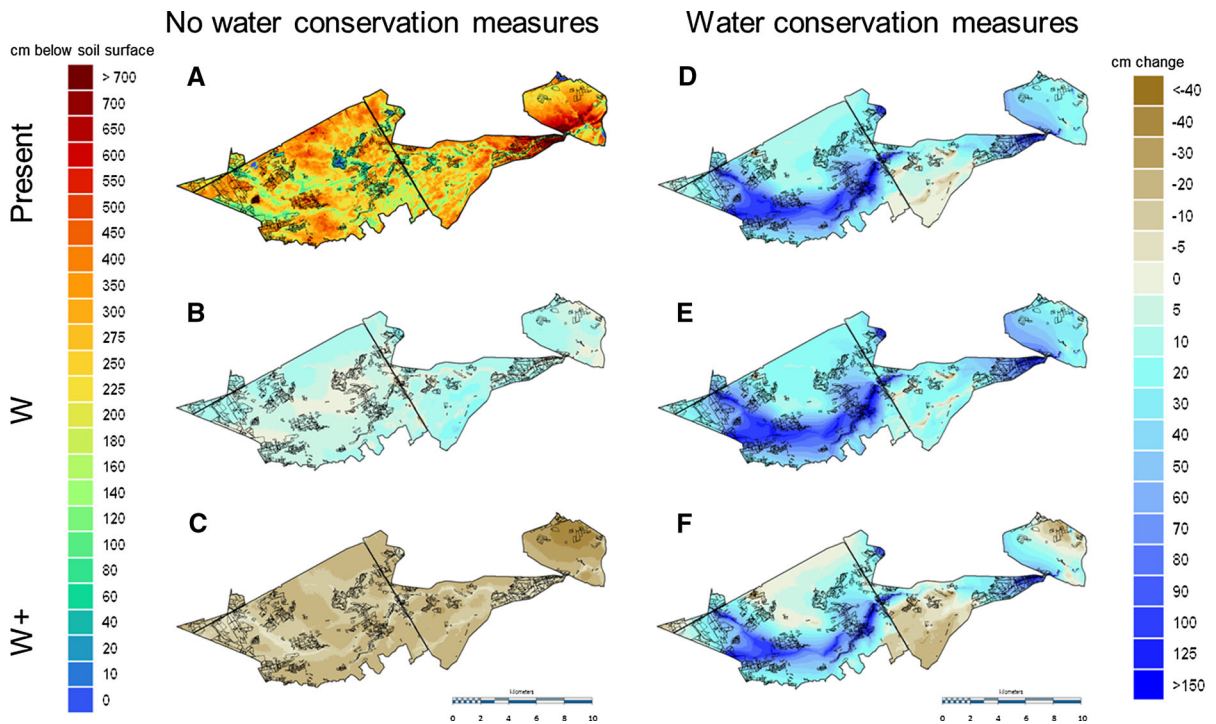 No water conservation measures
Water conservation measures
cm below soil surface
cm change
Present
W
W+
A
B
C
D
E
F
> 700
700
650
600
550
500
450
400
350
300
275
250
225
200
180
160
140
120
100
80
60
40
20
10
0
<-40
-40
-30
-20
-10
-5
0
5
10
20
30
40
50
60
70
80
90
100
125
>150
kilometers
0 2 4 6 8 10
kilometers
0 2 4 6 8 10